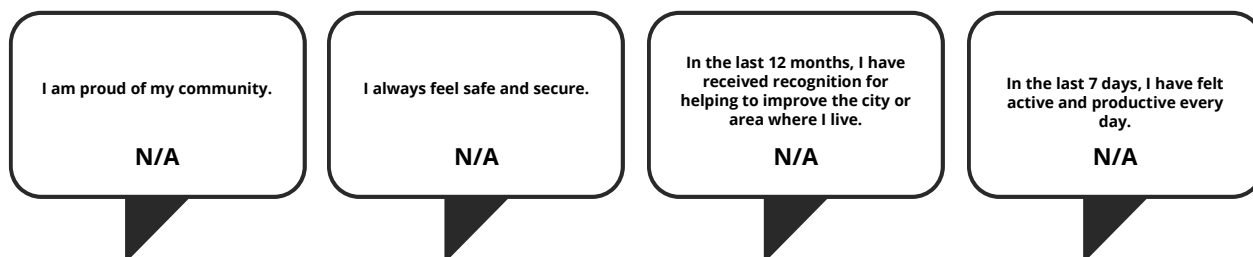 I am proud of my community.
N/A
I always feel safe and secure.
N/A
In the last 12 months, I have
received recognition for
helping to improve the city or
area where I live.
N/A
In the last 7 days, I have felt
active and productive every
day.
N/A